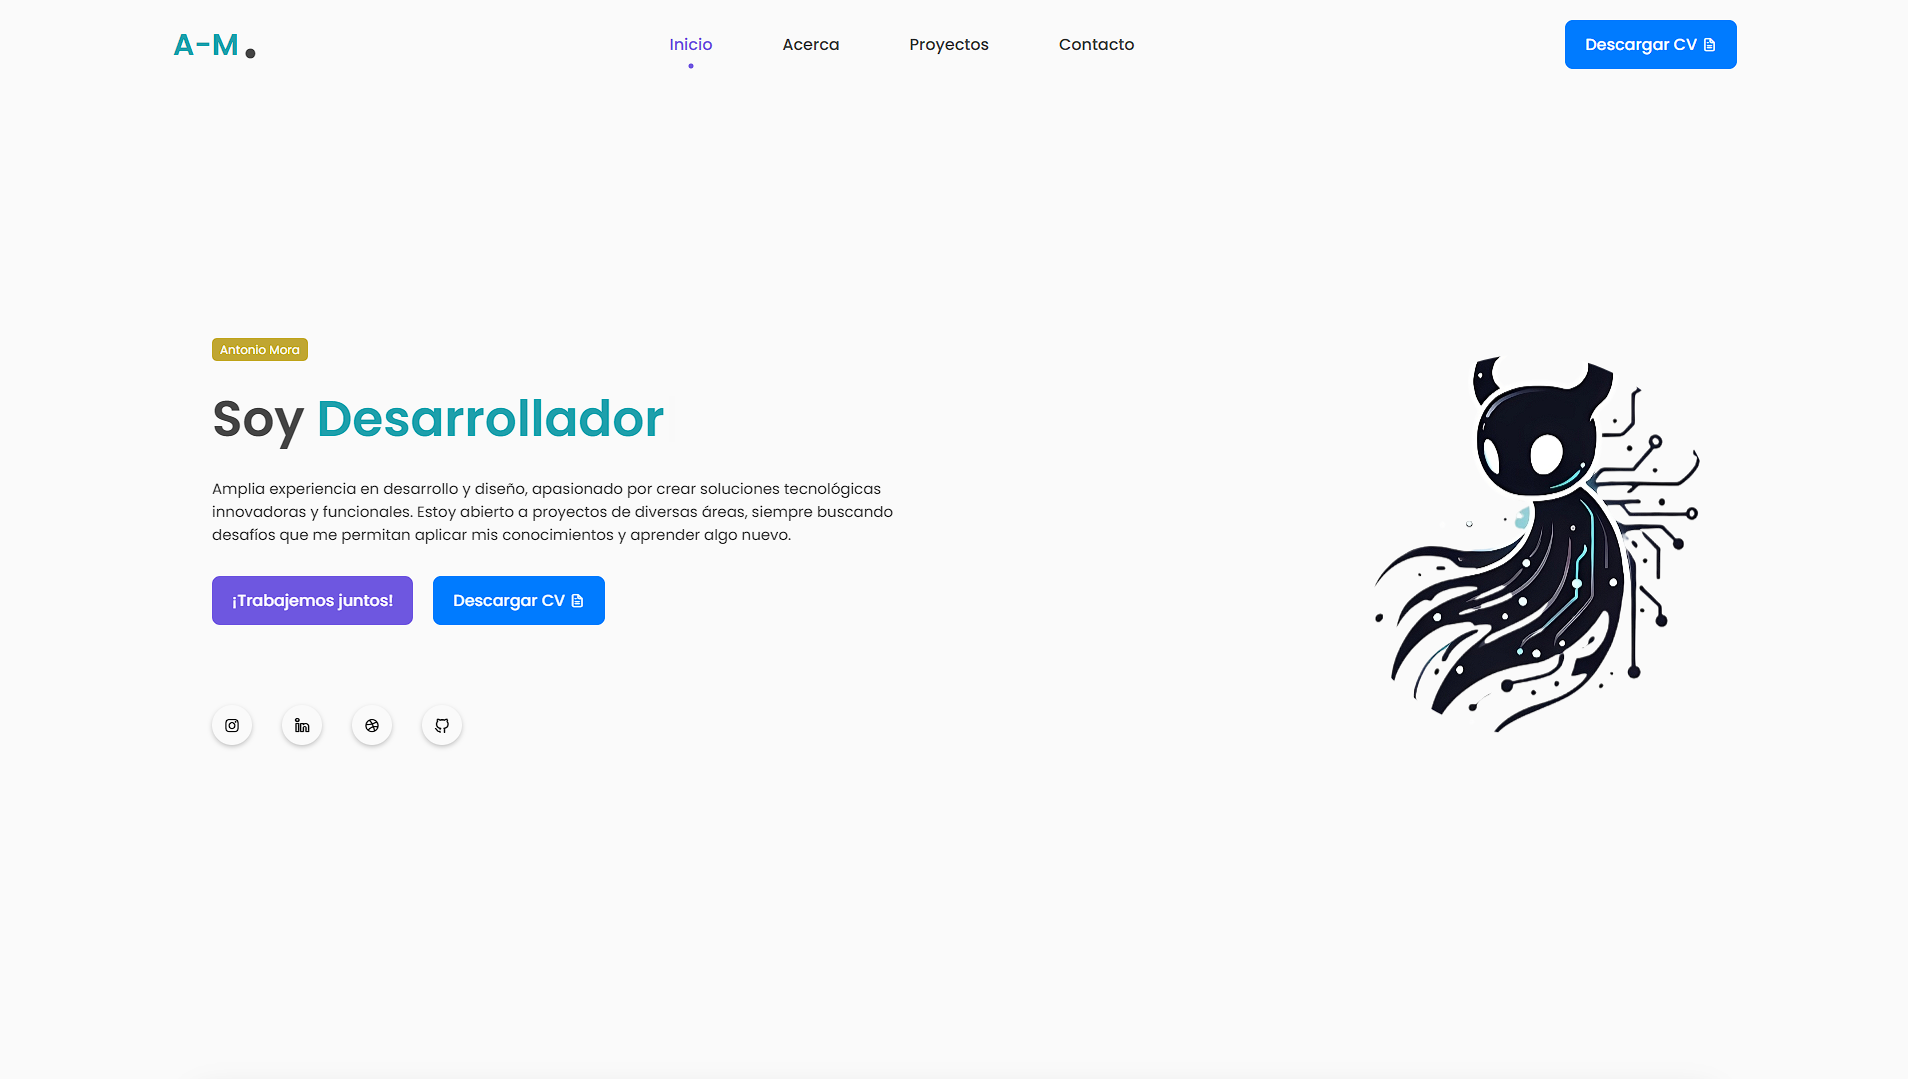 A-M.
Inicio
Acerca
Proyectos
Contacto
Descargar CV
Antonio Mora
Soy Desarrollador
Amplia experiencia en desarrollo y diseño, apasionado por crear soluciones tecnológicas
innovadoras y funcionales. Estoy abierto a proyectos de diversas áreas, siempre buscando
desafíos que me permitan aplicar mis conocimientos y aprender algo nuevo.
¡Trabajemos juntos!
Descargar CV